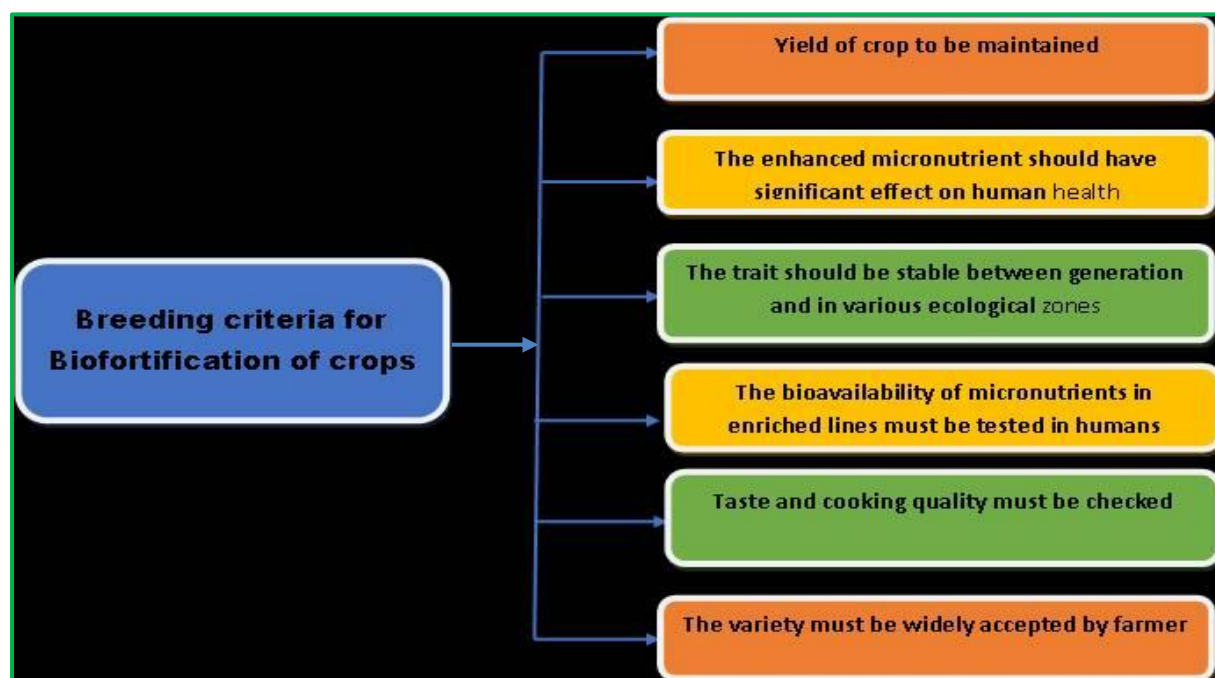 Yield of crop to be maintained
The enhanced micronutrient should have
significant effect on human health
The trait should be stable between generation
and in various ecological zones
Breeding criteria for
Biofortification of crops
The bioavailability of micronutrients in
enriched lines must be tested in humans
Taste and cooking quality must be checked
The variety must be widely accepted by farmer